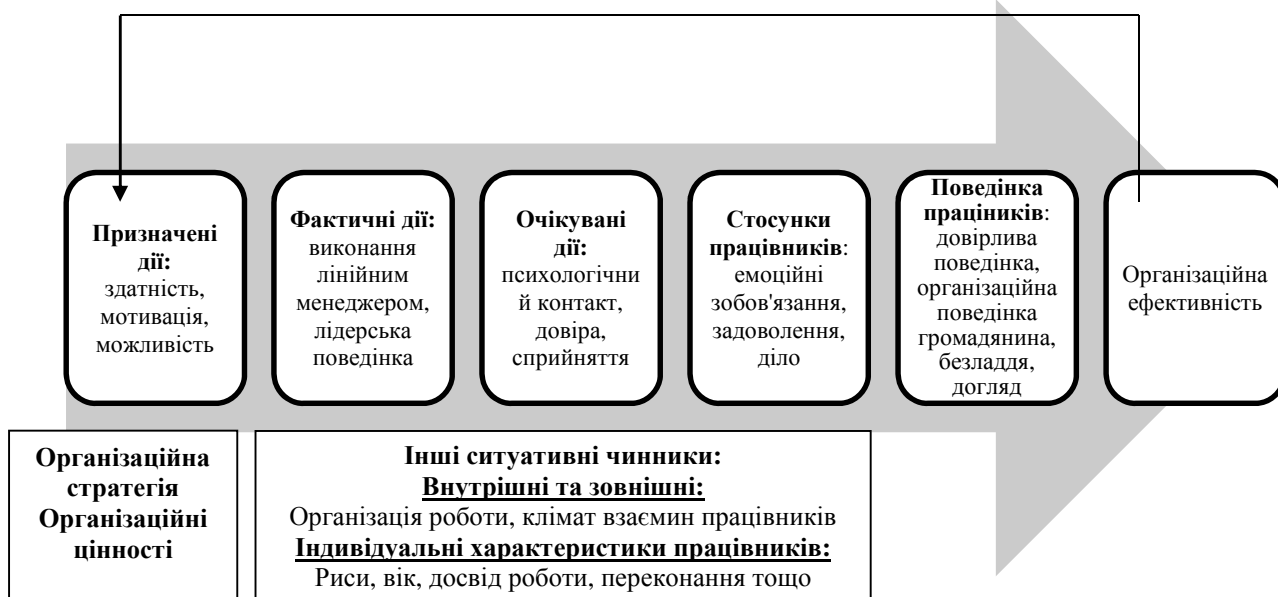 Призначені
дії:
здатність,
мотивація,
можливість
Фактичні дії:
виконання
лінійним
менеджером,
лідерська
поведінка
Очікувані
дії:
психологічни
й контакт,
довіра,
сприйняття
Стосунки
працівників:
емоційні
зобов'язання,
задоволення,
діло
Поведінка
праціників:
довірлива
поведінка,
організаційна
поведінка
громадянина,
безладдя,
догляд
Організаційна
ефективність
Організаційна
стратегія
Організаційні
цінності
Інші ситуативні чинники:
Внутрішні та зовнішні:
Організація роботи, клімат взаємин працівників
Індивідуальні характеристики працівників:
Риси, вік, досвід роботи, переконання тощо